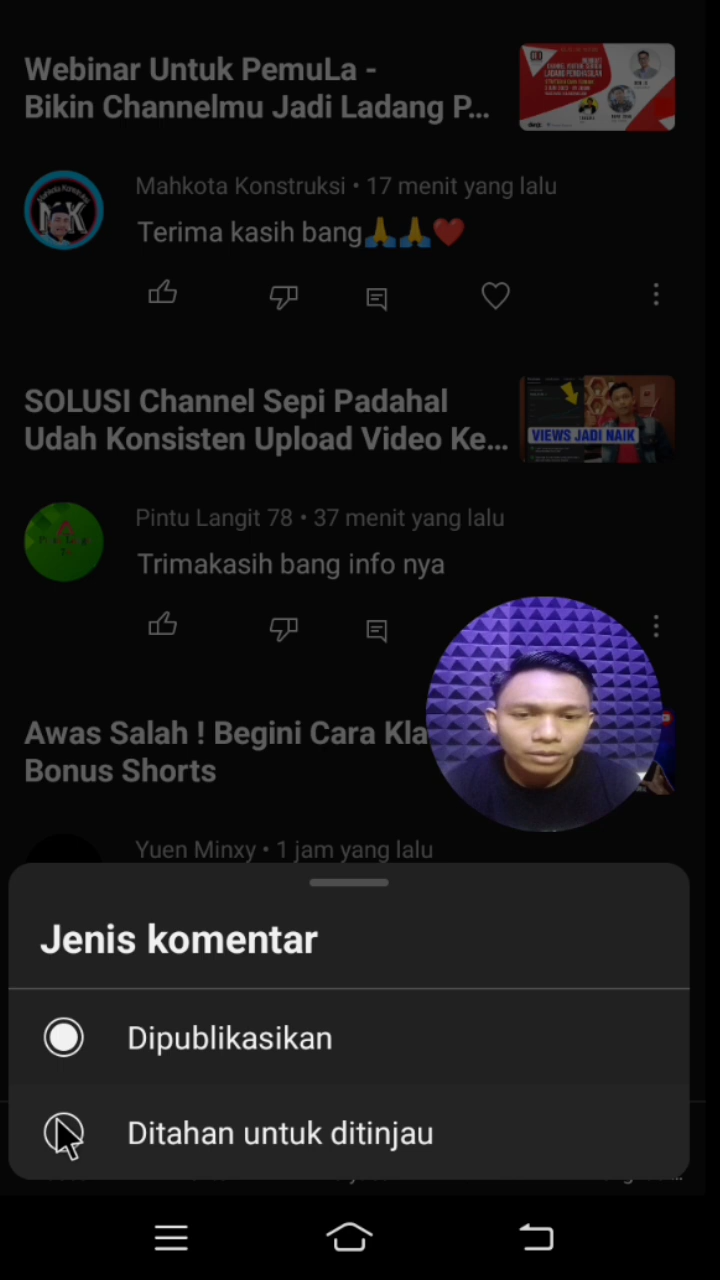 Webinar Untuk PemuLa -
Bikin Channelmu Jadi Ladang P...
Mahkota Konstruksi • 17 menit yang lalu
Terima kasih bang🙏🙏❤️
SOLUSI Channel Sepi Padahal
Udah Konsisten Upload Video Ke...
VIEWS JADI NAIK
Pintu Langit 78 • 37 menit yang lalu
Trimakasih bang info nya
Awas Salah ! Begini Cara Kla
Bonus Shorts
Yuen Minxy • 1 jam yang lalu
Jenis komentar
Dipublikasikan
Ditahan untuk ditinjau